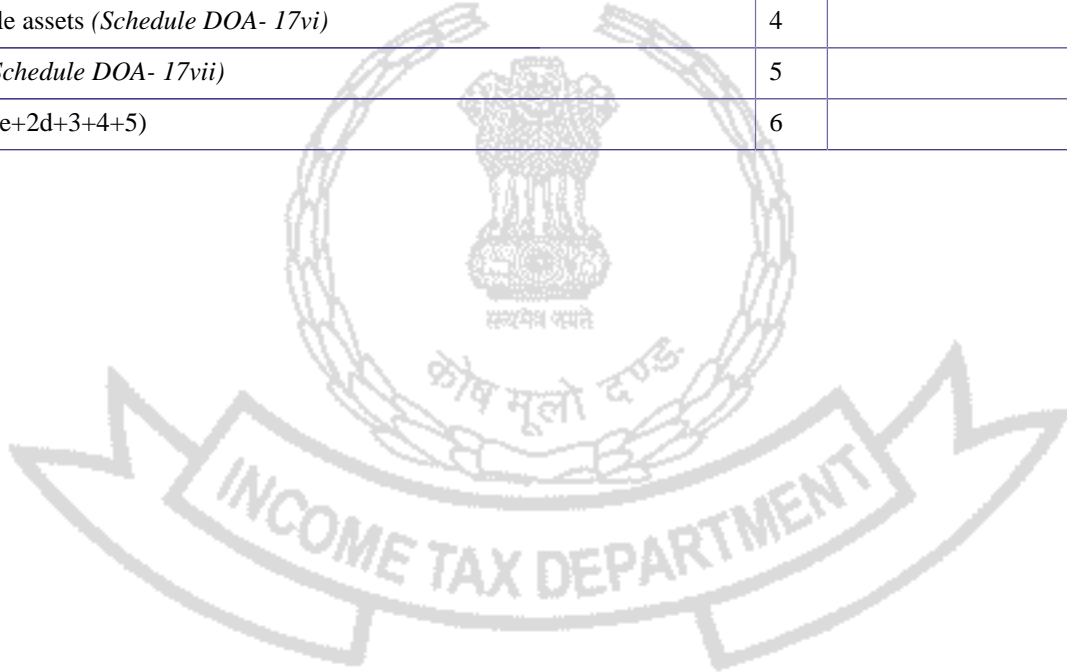 le assets (Schedule DOA- 17vi) 4
chedule DOA- 17vii) 5
e+2d+3+4+5) 6
सत्यमेव जयते
कोष मूलो दण्ड
INCOME TAX DEPARTMENT